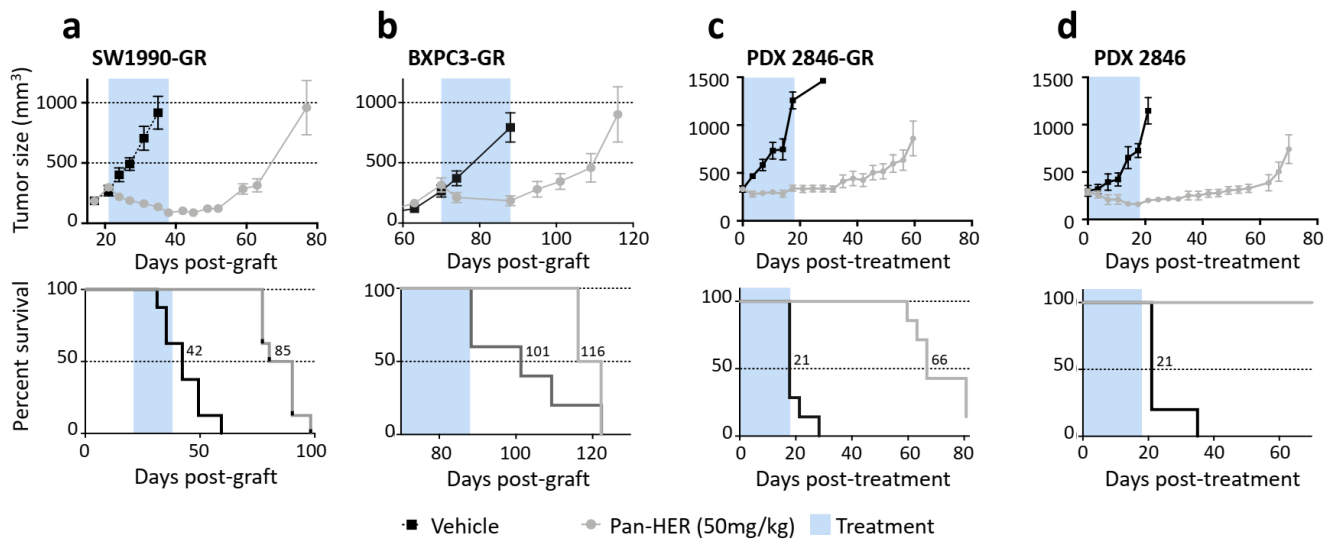 a b c d
SW1990-GR BXPC3-GR PDX 2846-GR PDX 2846
Tumor size (mm³)
1000 500 0
20 40 60 80
Days post-graft
1000 500 0
60 80 100 120
Days post-graft
1500 1000 500 0
0 20 40 60 80
Days post-treatment
1500 1000 500 0
0 20 40 60 80
Days post-treatment
Percent survival
100 50 0
42 85
0 50 100
Days post-graft
100 50 0
101 116
80 100 120
Days post-graft
100 50 0
21 66
0 20 40 60 80
Days post-treatment
100 50 0
21
0 20 40 60
Days post-treatment
Vehicle Pan-HER (50mg/kg) Treatment